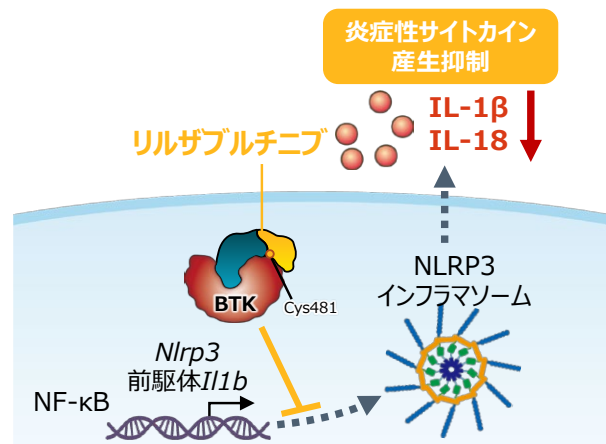 炎症性サイトカイン
産生抑制
IL-1β
IL-18
リルザブルチニブ
NLRP3
インフラマソーム
BTK
Cys481
Nlrp3
前駆体Il1b
NF-κB